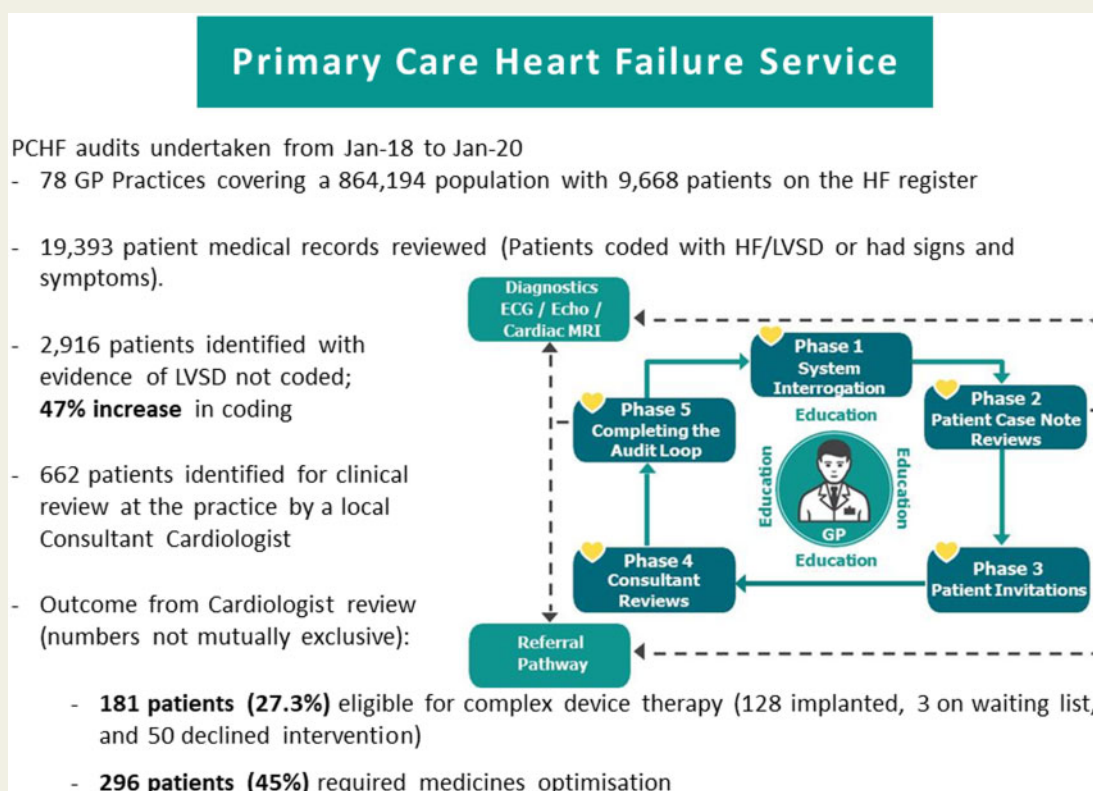 Primary Care Heart Failure Service
PCHF audits undertaken from Jan-18 to Jan-20
- 78 GP Practices covering a 864,194 population with 9,668 patients on the HF register
- 19,393 patient medical records reviewed (Patients coded with HF/LVSD or had signs and
symptoms).
- 2,916 patients identified with
evidence of LVSD not coded;
47% increase in coding
- 662 patients identified for clinical
review at the practice by a local
Consultant Cardiologist
- Outcome from Cardiologist review
(numbers not mutually exclusive):
Diagnostics
ECG / Echo /
Cardiac MRI
Phase 1
System
Interrogation
Phase 2
Patient Case Note
Reviews
Phase 3
Patient Invitations
Phase 4
Consultant
Reviews
Phase 5
Completing the
Audit Loop
Education
Education
Education
Education
GP
Referral
Pathway
- 181 patients (27.3%) eligible for complex device therapy (128 implanted, 3 on waiting list,
and 50 declined intervention)
- 296 patients (45%) required medicines optimisation